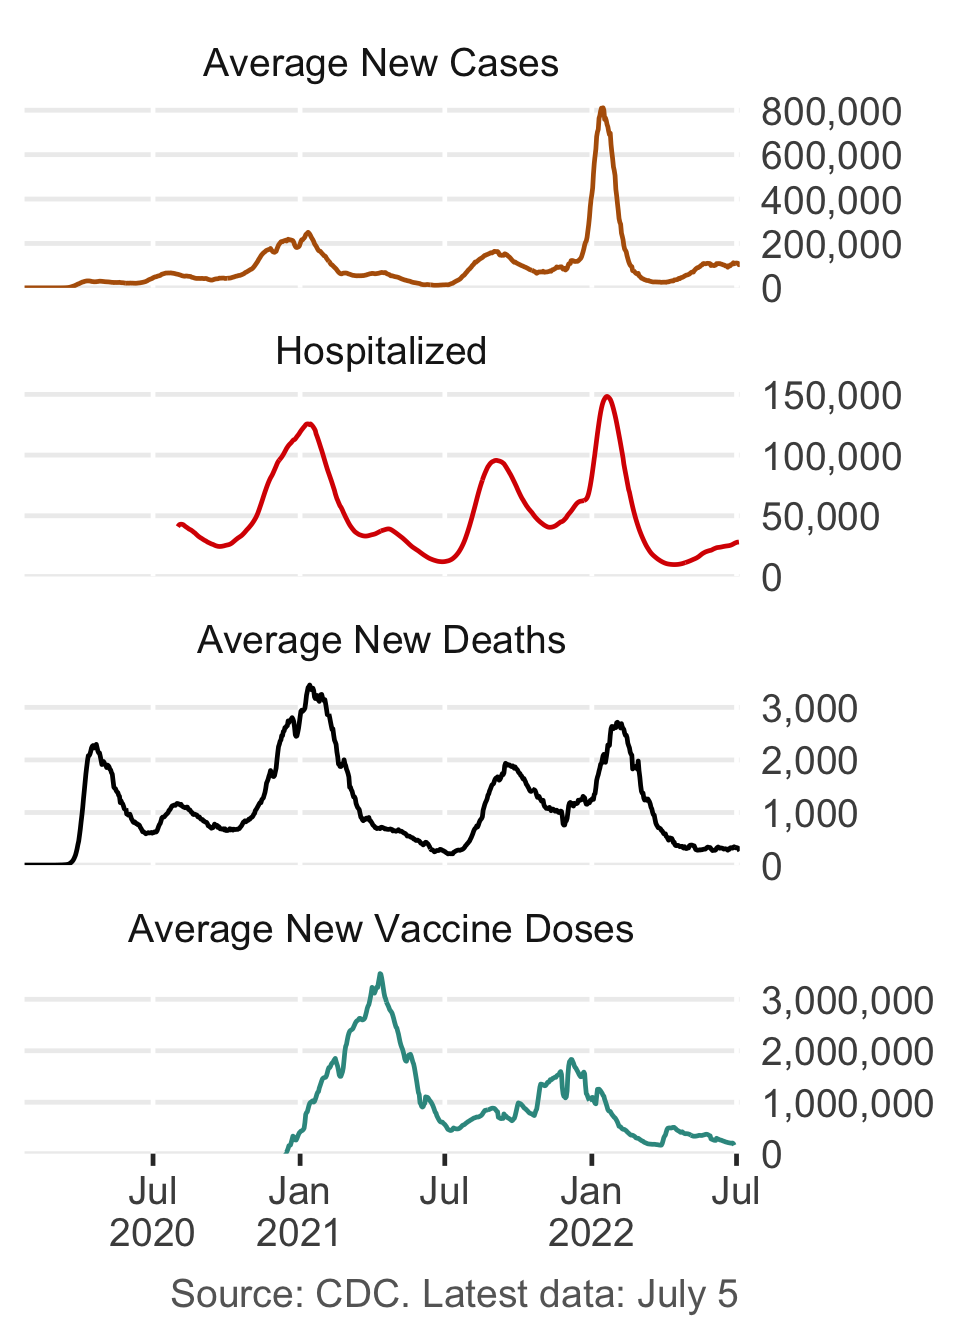 Average New Cases
800,000
600,000
400,000
200,000
0
Hospitalized
150,000
100,000
50,000
0
Average New Deaths
3,000
2,000
1,000
0
Average New Vaccine Doses
3,000,000
2,000,000
1,000,000
0
Jul Jan Jul Jan Jul
2020 2021 2022
Source: CDC. Latest data: July 5